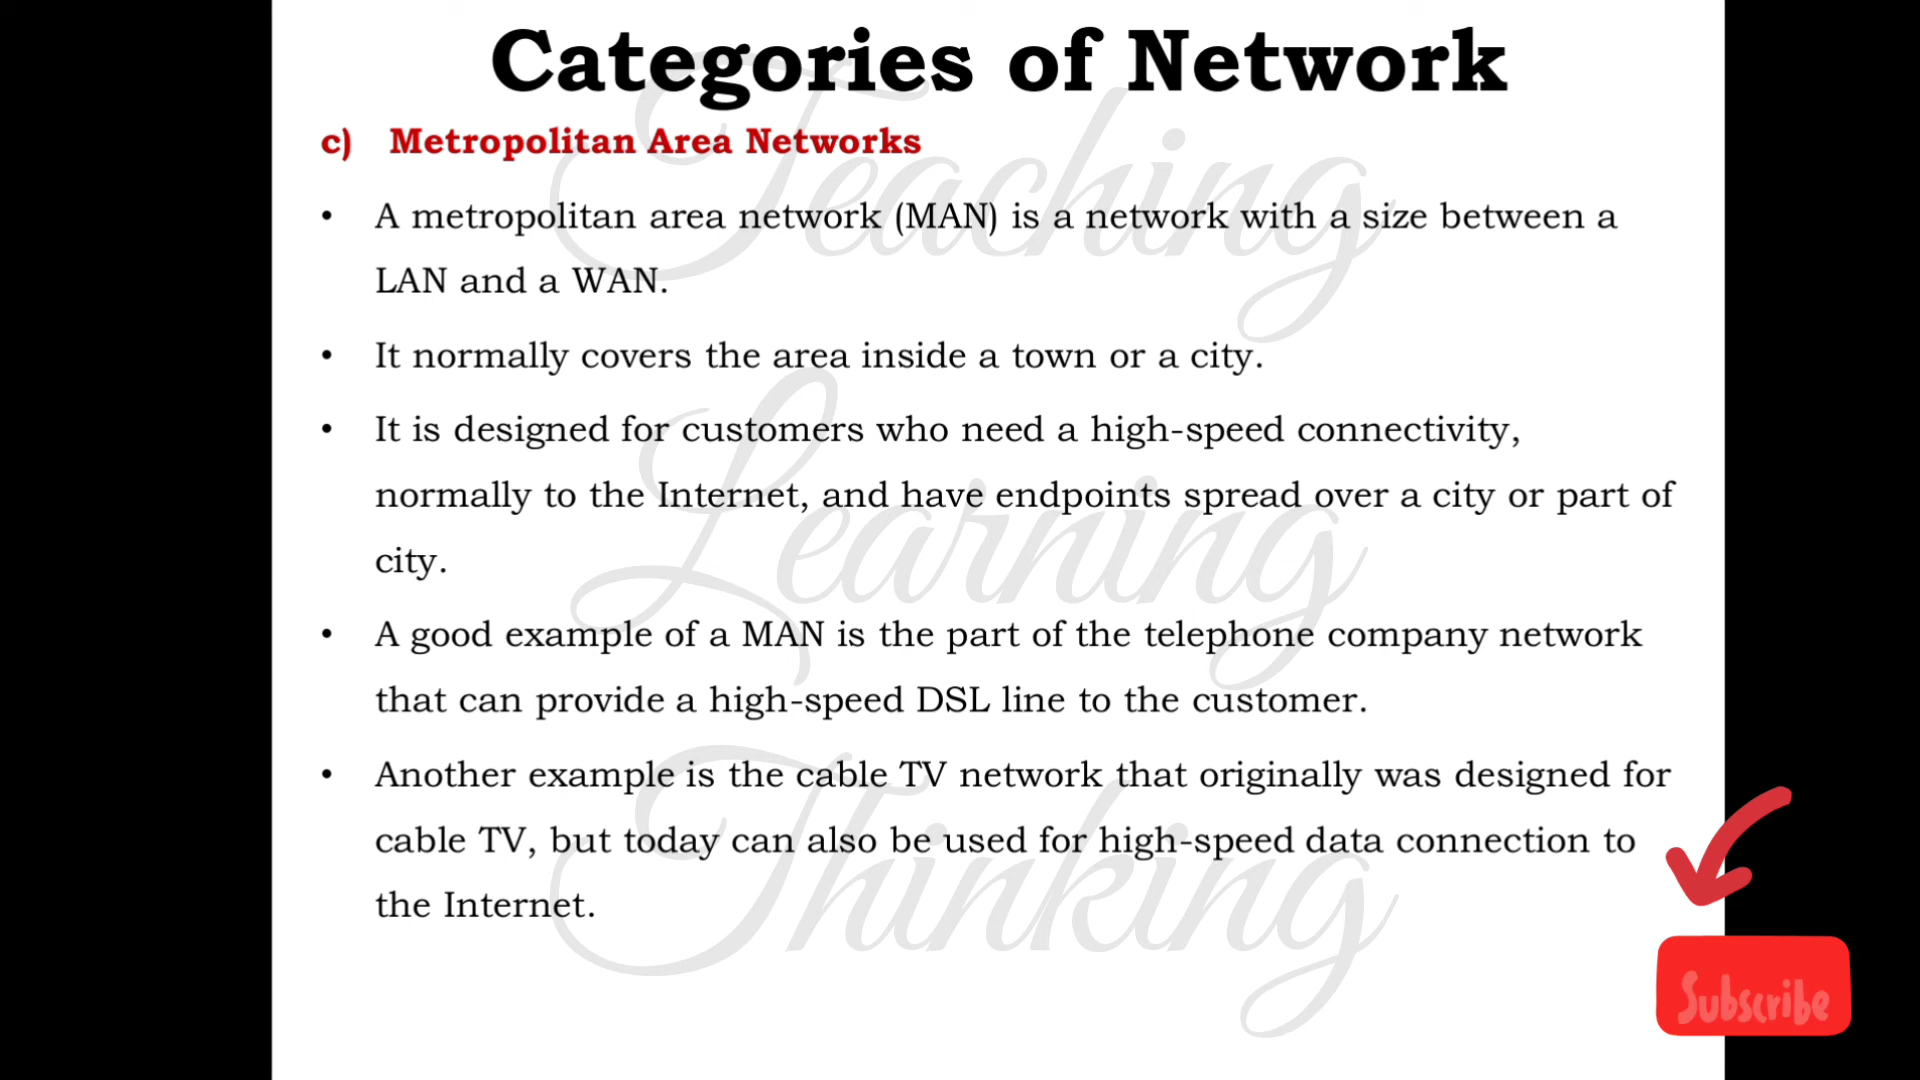 Categories of Network
c) Metropolitan Area Networks
• A metropolitan area network (MAN) is a network with a size between a
LAN and a WAN.
• It normally covers the area inside a town or a city.
• It is designed for customers who need a high-speed connectivity,
normally to the Internet, and have endpoints spread over a city or part of
city.
• A good example of a MAN is the part of the telephone company network
that can provide a high-speed DSL line to the customer.
• Another example is the cable TV network that originally was designed for
cable TV, but today can also be used for high-speed data connection to
the Internet.
Teaching
Learning
Thinking
Subscribe